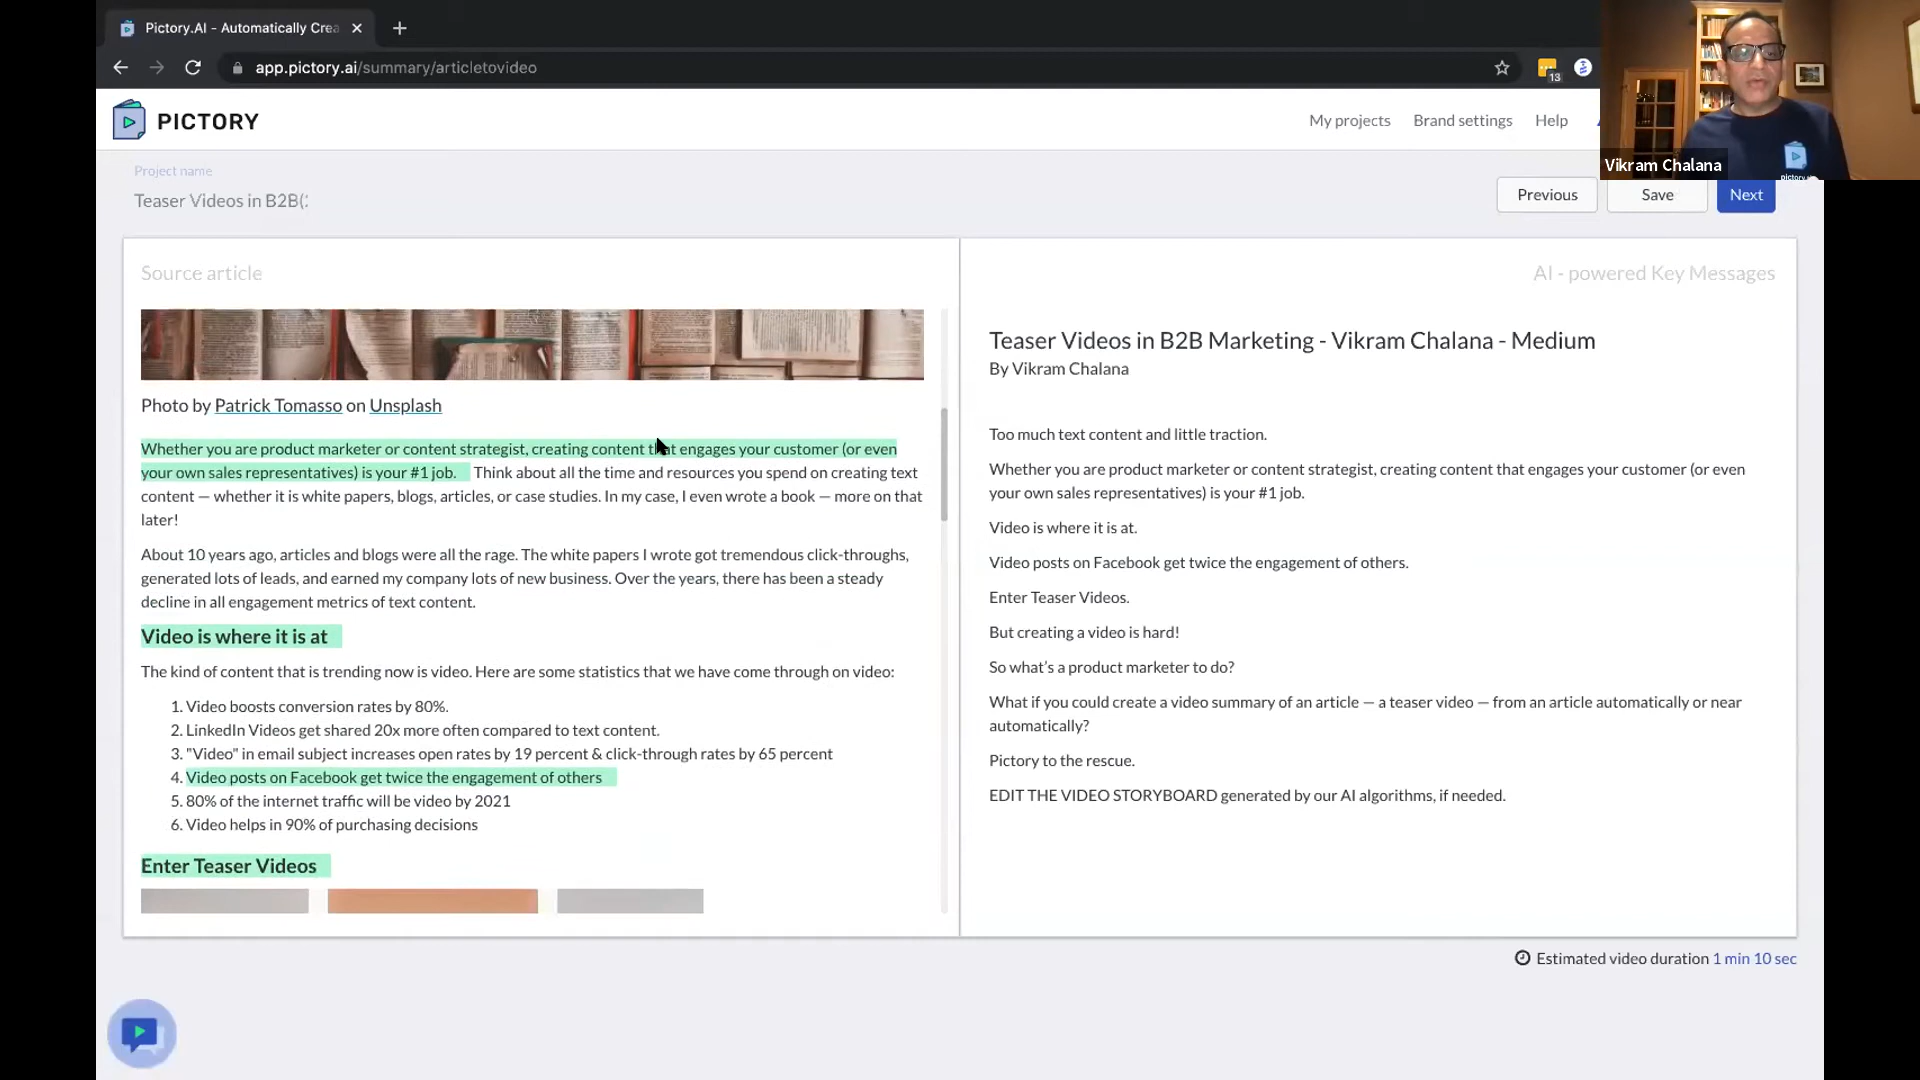 Pictory.AI - Automatically Crea
app.pictory.ai/summary/articletovideo
13
PICTORY
My projects
Brand settings
Help
Vikram Chalana
pictory.ai
Project name
Teaser Videos in B2B(
Previous
Save
Next
Source article
Photo by Patrick Tomasso on Unsplash
Whether you are product marketer or content strategist, creating content that engages your customer (or even
your own sales representatives) is your #1 job. Think about all the time and resources you spend on creating text
content — whether it is white papers, blogs, articles, or case studies. In my case, I even wrote a book — more on that
later!
About 10 years ago, articles and blogs were all the rage. The white papers I wrote got tremendous click-throughs,
generated lots of leads, and earned my company lots of new business. Over the years, there has been a steady
decline in all engagement metrics of text content.
Video is where it is at
The kind of content that is trending now is video. Here are some statistics that we have come through on video:
1. Video boosts conversion rates by 80%.
2. LinkedIn Videos get shared 20x more often compared to text content.
3. "Video" in email subject increases open rates by 19 percent & click-through rates by 65 percent
4. Video posts on Facebook get twice the engagement of others
5. 80% of the internet traffic will be video by 2021
6. Video helps in 90% of purchasing decisions
Enter Teaser Videos
AI - powered Key Messages
Teaser Videos in B2B Marketing - Vikram Chalana - Medium
By Vikram Chalana
Too much text content and little traction.
Whether you are product marketer or content strategist, creating content that engages your customer (or even
your own sales representatives) is your #1 job.
Video is where it is at.
Video posts on Facebook get twice the engagement of others.
Enter Teaser Videos.
But creating a video is hard!
So what's a product marketer to do?
What if you could create a video summary of an article — a teaser video — from an article automatically or near
automatically?
Pictory to the rescue.
EDIT THE VIDEO STORYBOARD generated by our AI algorithms, if needed.
Estimated video duration 1 min 10 sec